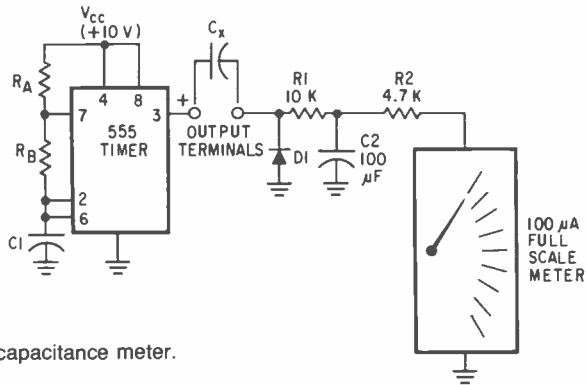 VCC
(+10 V)
CX
RA
4
8
7
3
+
R1
10 K
R2
4.7 K
555
TIMER
OUTPUT
TERMINALS
RB
D1
C2
100
µF
2
6
C1
100 µA
FULL
SCALE
METER
capacitance meter.